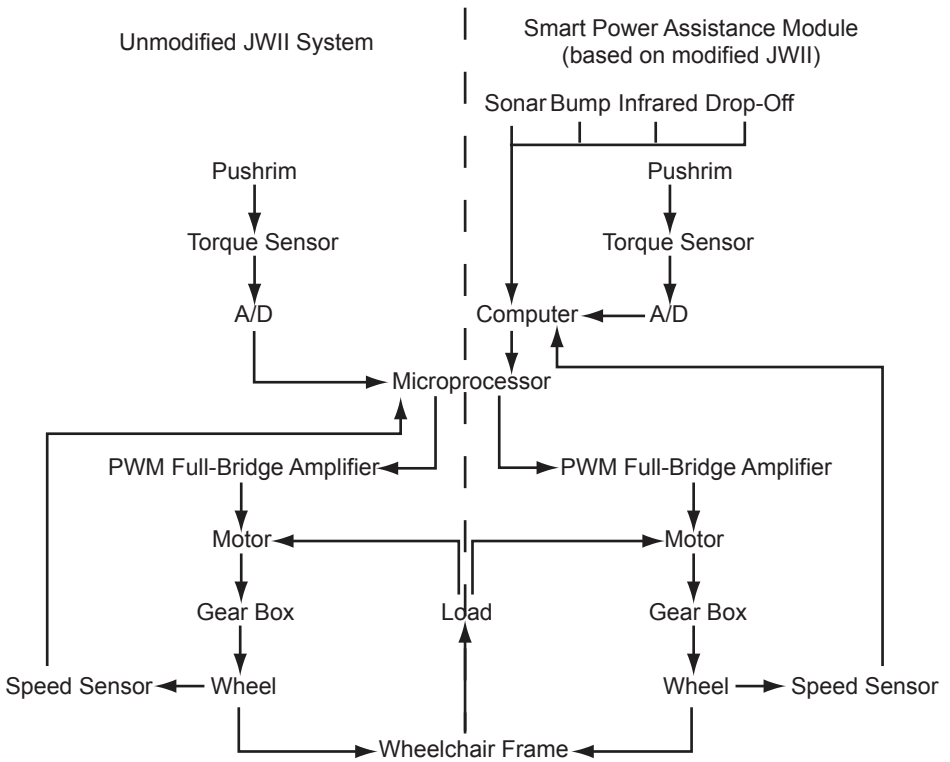 Unmodified JWII System
Smart Power Assistance Module
(based on modified JWII)
Sonar Bump Infrared Drop-Off
Pushrim
Pushrim
Torque Sensor
Torque Sensor
A/D
Computer
A/D
Microprocessor
PWM Full-Bridge Amplifier
PWM Full-Bridge Amplifier
Motor
Motor
Gear Box
Load
Gear Box
Speed Sensor
Wheel
Wheel
Speed Sensor
Wheelchair Frame